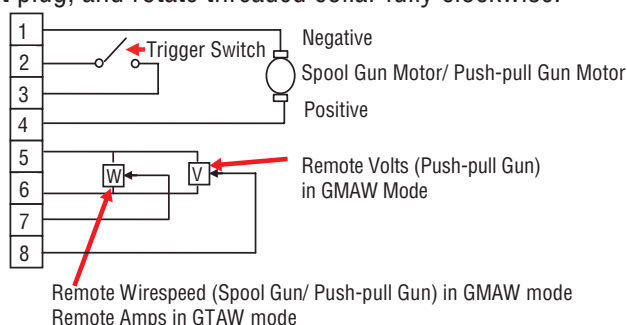 t plug, and rotate threaded collar fully clockwise.
1
Negative
2
Trigger Switch
Spool Gun Motor/ Push-pull Gun Motor
3
Positive
4
5
W
V
Remote Volts (Push-pull Gun)
in GMAW Mode
6
7
8
Remote Wirespeed (Spool Gun/ Push-pull Gun) in GMAW mode
Remote Amps in GTAW mode